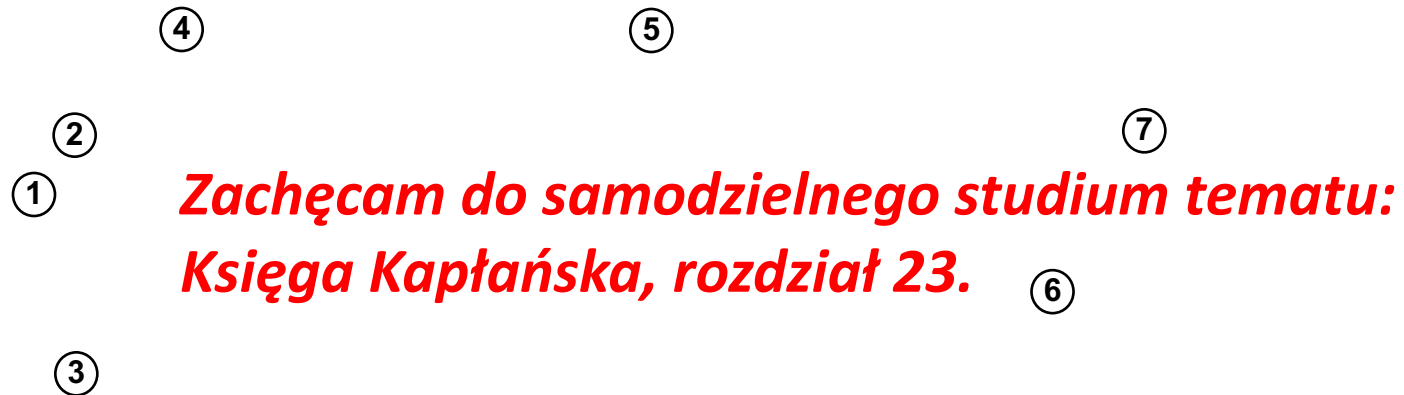 4 5
2 7
1 Zachęcam do samodzielnego studium tematu:
Księga Kapłańska, rozdział 23. 6
3